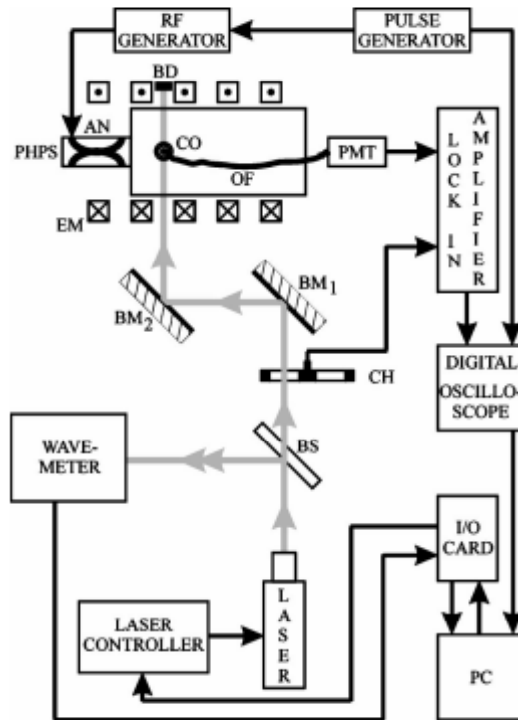 RF
GENERATOR
PULSE
GENERATOR
BD
AN
PHPS
CO
OF
PMT
LOCK IN
AMPLIFIER
EM
BM1
BM2
CH
DIGITAL
OSCILLO-
SCOPE
BS
WAVE-
METER
I/O
CARD
LASER
LASER
CONTROLLER
PC